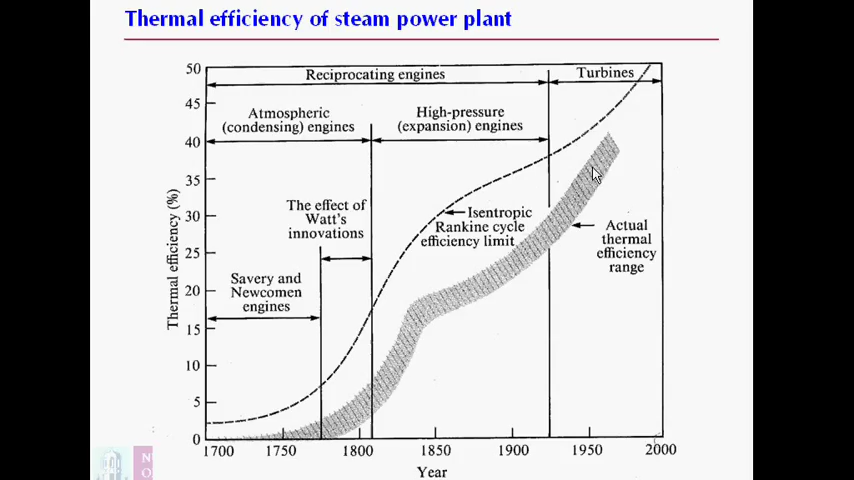 Thermal efficiency of steam power plant
50
45
40
35
30
25
20
15
10
5
0
Thermal efficiency (%)
Reciprocating engines
Turbines
Atmospheric
(condensing) engines
High-pressure
(expansion) engines
The effect of
Watt's
innovations
Isentropic
Rankine cycle
efficiency limit
Actual
thermal
efficiency
range
Savery and
Newcomen
engines
1700
1750
1800
1850
1900
1950
2000
Year
N
O